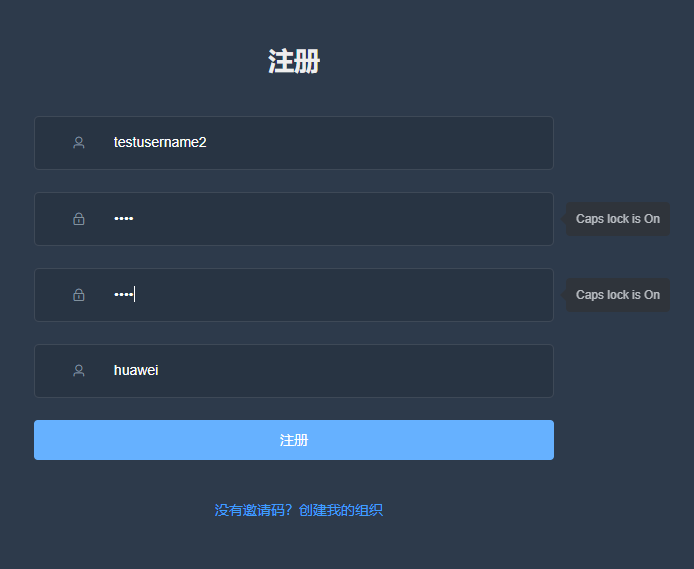 注册
testusername2
••••
Caps lock is On
••••
Caps lock is On
huawei
注册
没有邀请码？创建我的组织